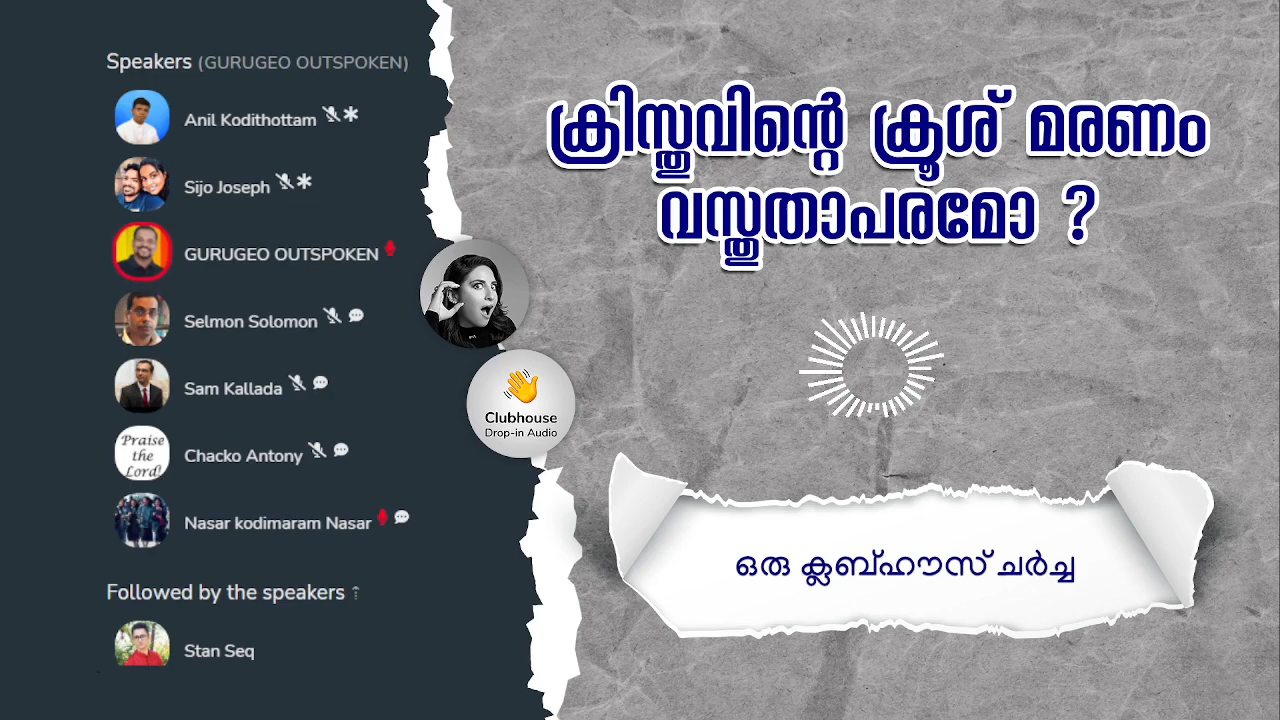 Speakers (GURUGEO OUTSPOKEN)
Anil Kodithottam
Sijo Joseph
GURUGEO OUTSPOKEN
Selmon Solomon
Sam Kallada
Praise
the
Lord!
Chacko Antony
Nasar kodimaram Nasar
Followed by the speakers
Stan Seq
Clubhouse
Drop-in Audio
ക്രിസ്തുവിന്റെ ക്രൂശ് മരണം
വസ്തുതാപരമോ ?
ഒരു ക്ലബ്ഹൗസ് ചർച്ച